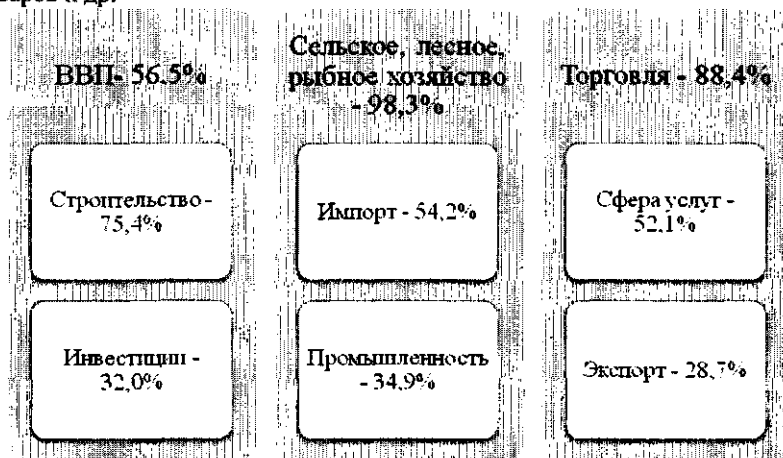 ВВП- 56.5%
Сельское, лесное,
рыбное хозяйство
- 98,3%
Торговля - 88,4%
Строительство -
75,4%
Импорт - 54,2%
Сфера услуг -
52,1%
Инвестиции -
32,0%
Промышленность
- 34,9%
Экспорт - 28,7%